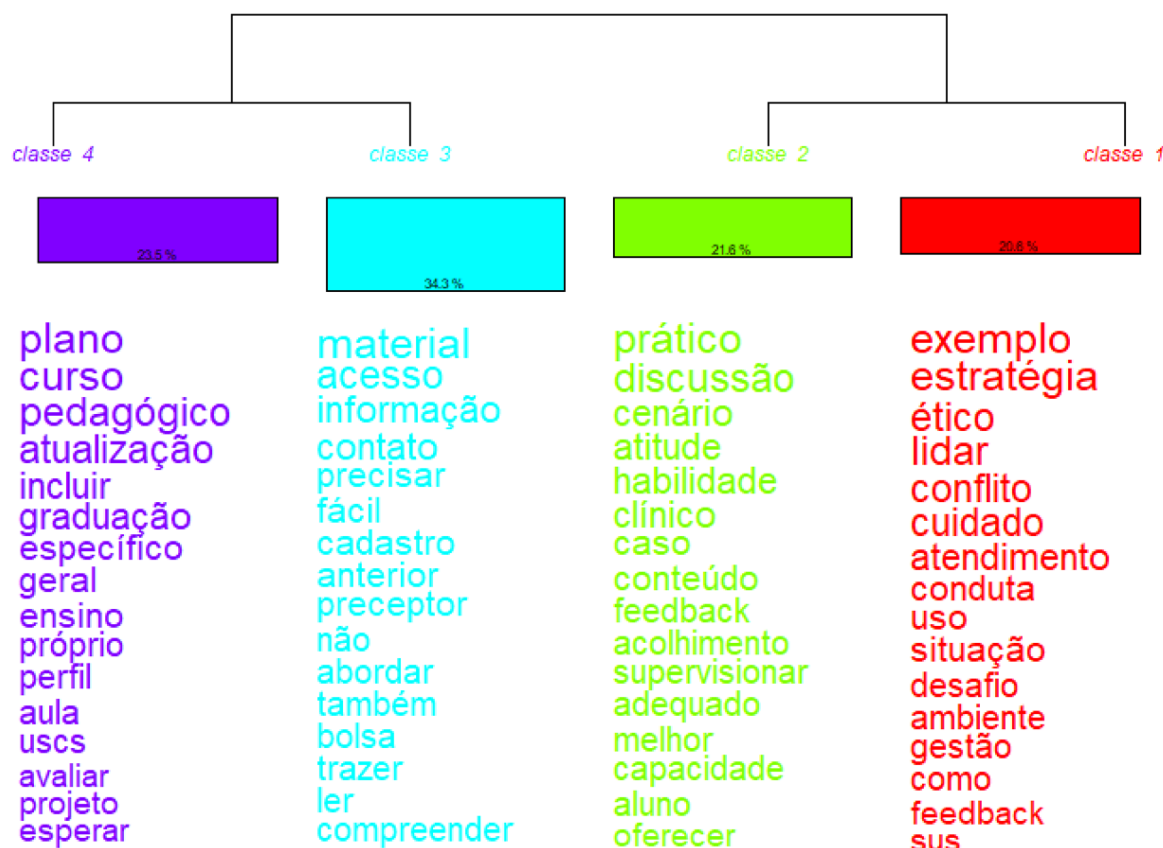 classe 4
classe 3
classe 2
classe 1
23.5 %
34.3 %
21.6 %
20.6 %
plano
curso
pedagógico
atualização
incluir
graduação
específico
geral
ensino
próprio
perfil
aula
uscs
avaliar
projeto
esperar
material
acesso
informação
contato
precisar
fácil
cadastro
anterior
preceptor
não
abordar
também
bolsa
trazer
ler
compreender
prático
discussão
cenário
atitude
habilidade
clínico
caso
conteúdo
feedback
acolhimento
supervisionar
adequado
melhor
capacidade
aluno
oferecer
exemplo
estratégia
ético
lidar
conflito
cuidado
atendimento
conduta
uso
situação
desafio
ambiente
gestão
como
feedback
sus